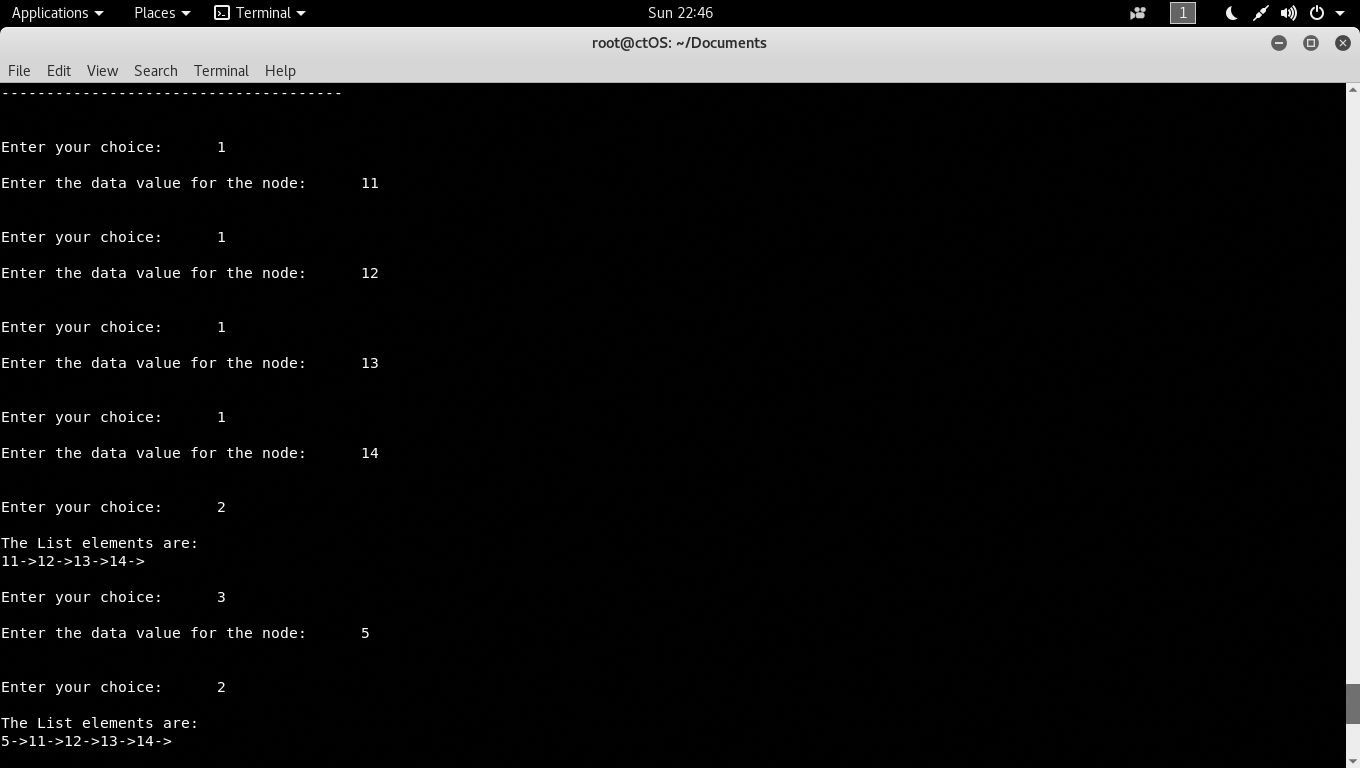 Applications Places Terminal Sun 22:46 1
root@ctOS: ~/Documents
File Edit View Search Terminal Help
--------------------------------------
Enter your choice: 1
Enter the data value for the node: 11
Enter your choice: 1
Enter the data value for the node: 12
Enter your choice: 1
Enter the data value for the node: 13
Enter your choice: 1
Enter the data value for the node: 14
Enter your choice: 2
The List elements are:
11->12->13->14->
Enter your choice: 3
Enter the data value for the node: 5
Enter your choice: 2
The List elements are:
5->11->12->13->14->